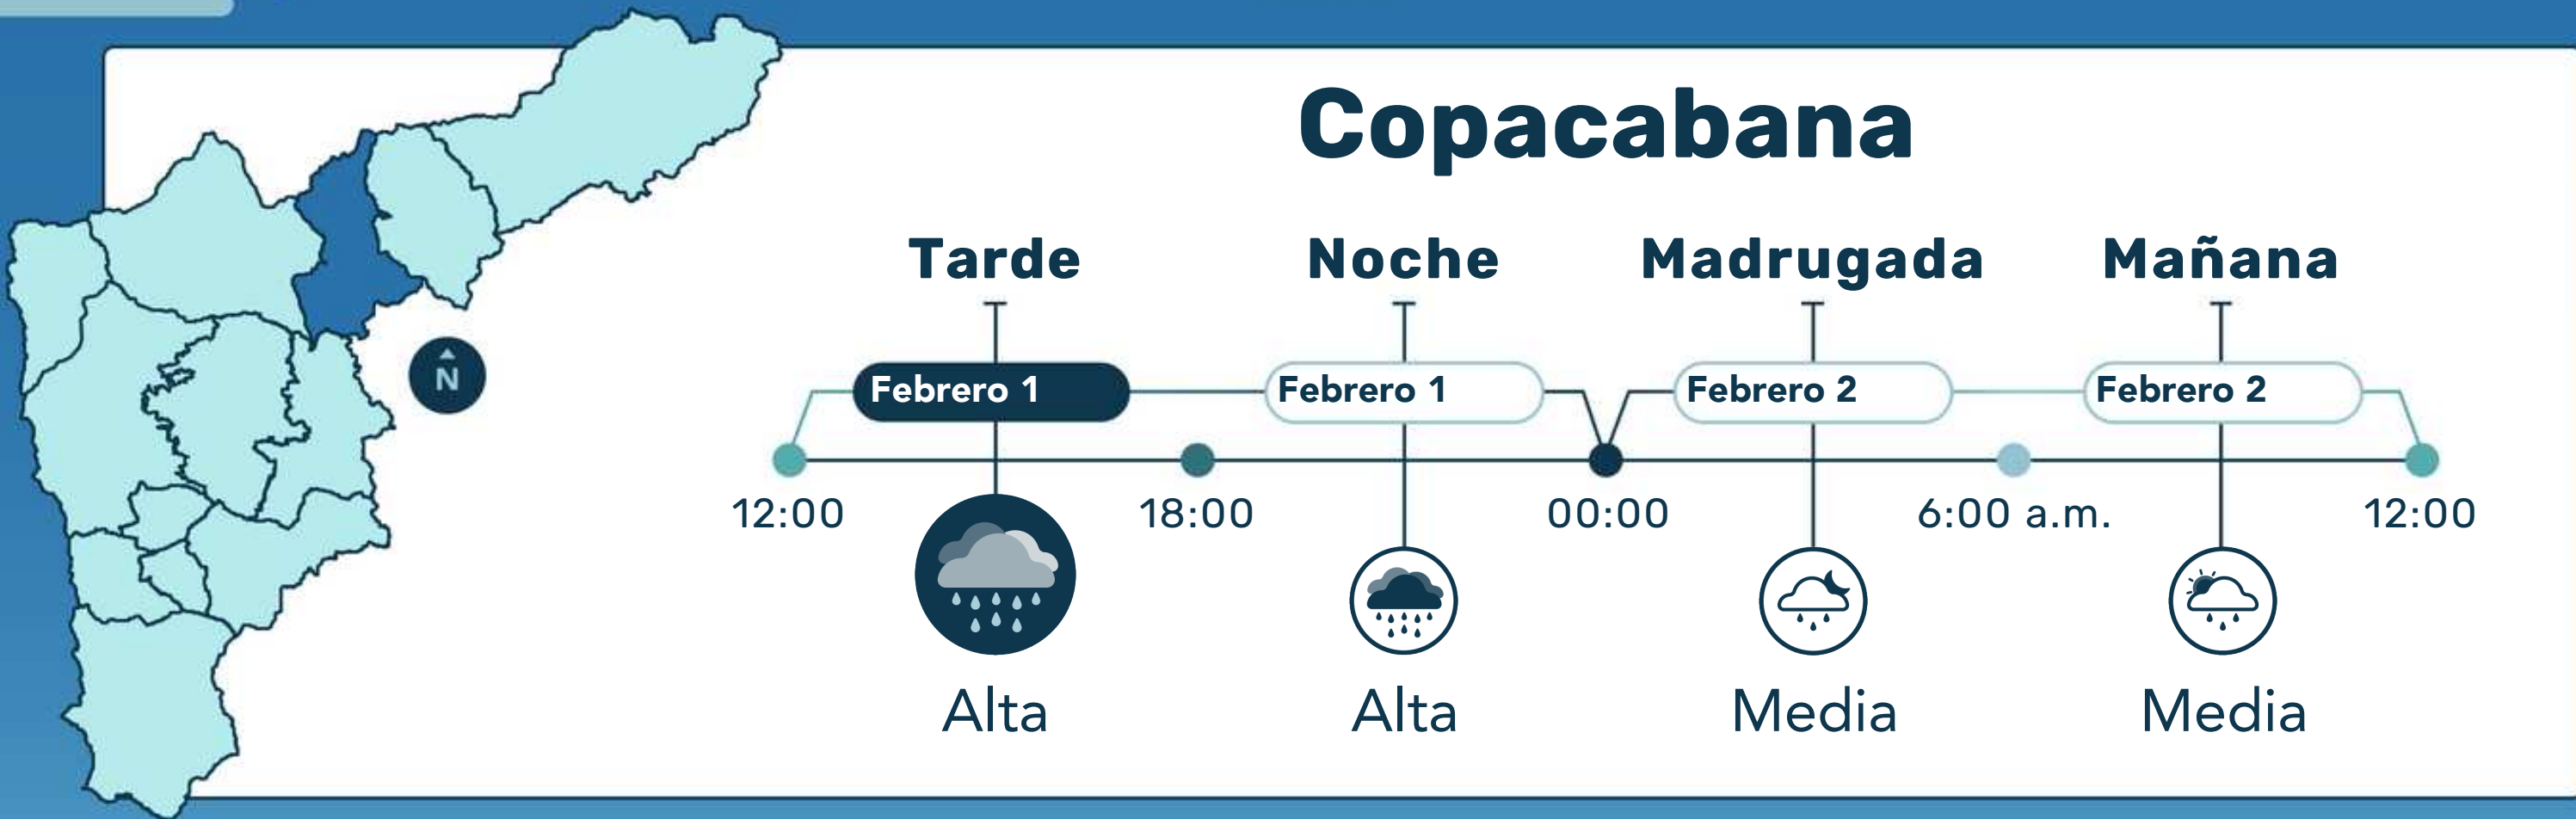 Copacabana
Tarde Noche Madrugada Mañana
Febrero 1 Febrero 1 Febrero 2 Febrero 2
N
12:00 18:00 00:00 6:00 a.m. 12:00
Alta Alta Media Media